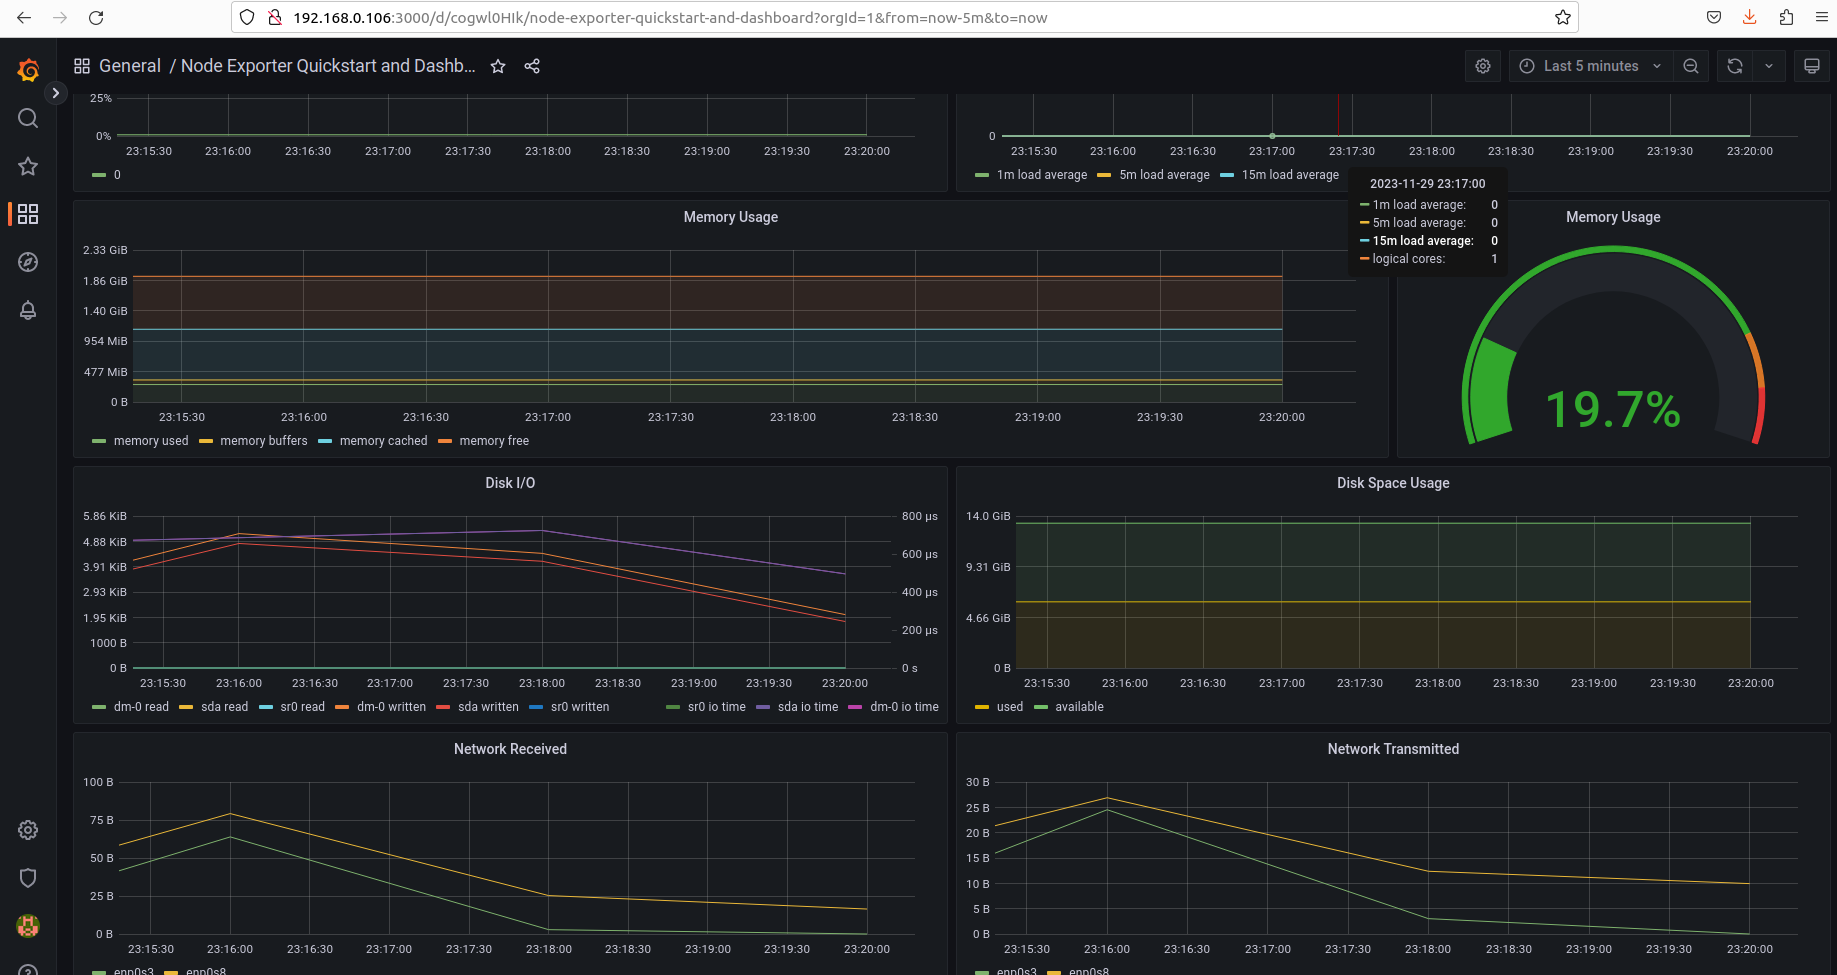 192.168.0.106:3000/d/cogwl0HIk/node-exporter-quickstart-and-dashboard?orgId=1&from=now-5m&to=now
General / Node Exporter Quickstart and Dashb...
Last 5 minutes
25%
0%
23:15:30 23:16:00 23:16:30 23:17:00 23:17:30 23:18:00 23:18:30 23:19:00 23:19:30 23:20:00
0
0
23:15:30 23:16:00 23:16:30 23:17:00 23:17:30 23:18:00 23:18:30 23:19:00 23:19:30 23:20:00
1m load average 5m load average 15m load average
2023-11-29 23:17:00
1m load average: 0
5m load average: 0
15m load average: 0
logical cores: 1
Memory Usage
2.33 GiB
1.86 GiB
1.40 GiB
954 MiB
477 MiB
0 B
23:15:30 23:16:00 23:16:30 23:17:00 23:17:30 23:18:00 23:18:30 23:19:00 23:19:30 23:20:00
memory used memory buffers memory cached memory free
Memory Usage
19.7%
Disk I/O
5.86 KiB
4.88 KiB
3.91 KiB
2.93 KiB
1.95 KiB
1000 B
0 B
800 µs
600 µs
400 µs
200 µs
0 s
23:15:30 23:16:00 23:16:30 23:17:00 23:17:30 23:18:00 23:18:30 23:19:00 23:19:30 23:20:00
dm-0 read sda read sr0 read dm-0 written sda written sr0 written sr0 io time sda io time dm-0 io time
Disk Space Usage
14.0 GiB
9.31 GiB
4.66 GiB
0 B
23:15:30 23:16:00 23:16:30 23:17:00 23:17:30 23:18:00 23:18:30 23:19:00 23:19:30 23:20:00
used available
Network Received
100 B
75 B
50 B
25 B
0 B
23:15:30 23:16:00 23:16:30 23:17:00 23:17:30 23:18:00 23:18:30 23:19:00 23:19:30 23:20:00
enp0s3 enp0s8
Network Transmitted
30 B
25 B
20 B
15 B
10 B
5 B
0 B
23:15:30 23:16:00 23:16:30 23:17:00 23:17:30 23:18:00 23:18:30 23:19:00 23:19:30 23:20:00
enp0s3 enp0s8